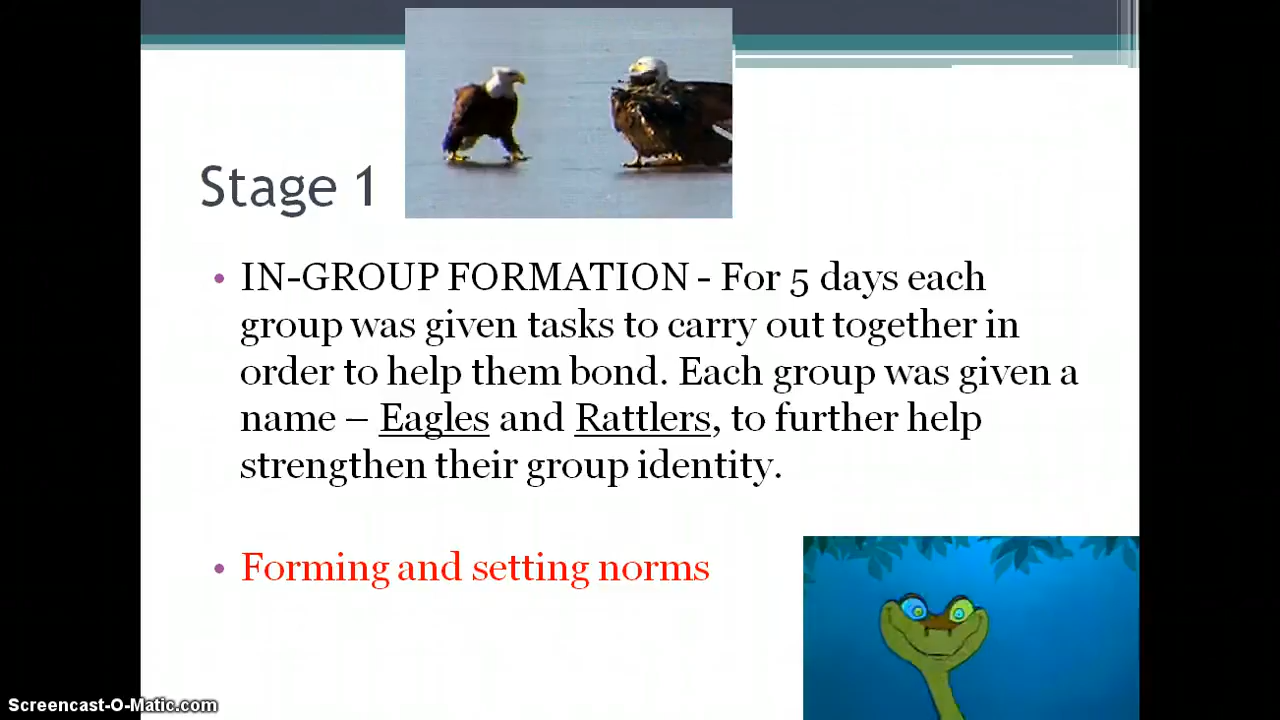 Stage 1
• IN-GROUP FORMATION - For 5 days each
group was given tasks to carry out together in
order to help them bond. Each group was given a
name – Eagles and Rattlers, to further help
strengthen their group identity.
• Forming and setting norms
Screencast-O-Matic.com